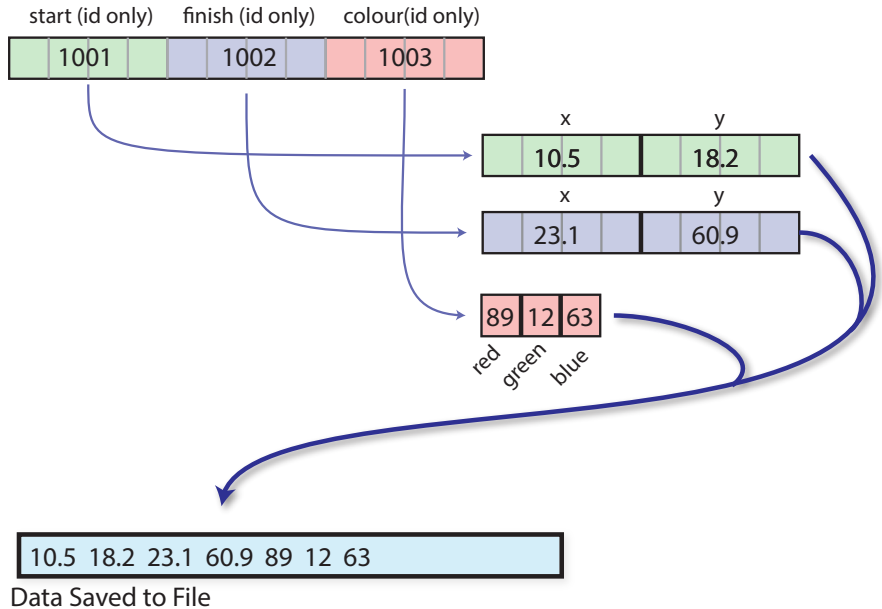 start (id only) finish (id only) colour(id only)
1001 1002 1003
x y
10.5 18.2
x y
23.1 60.9
89 12 63
red green blue
10.5 18.2 23.1 60.9 89 12 63
Data Saved to File